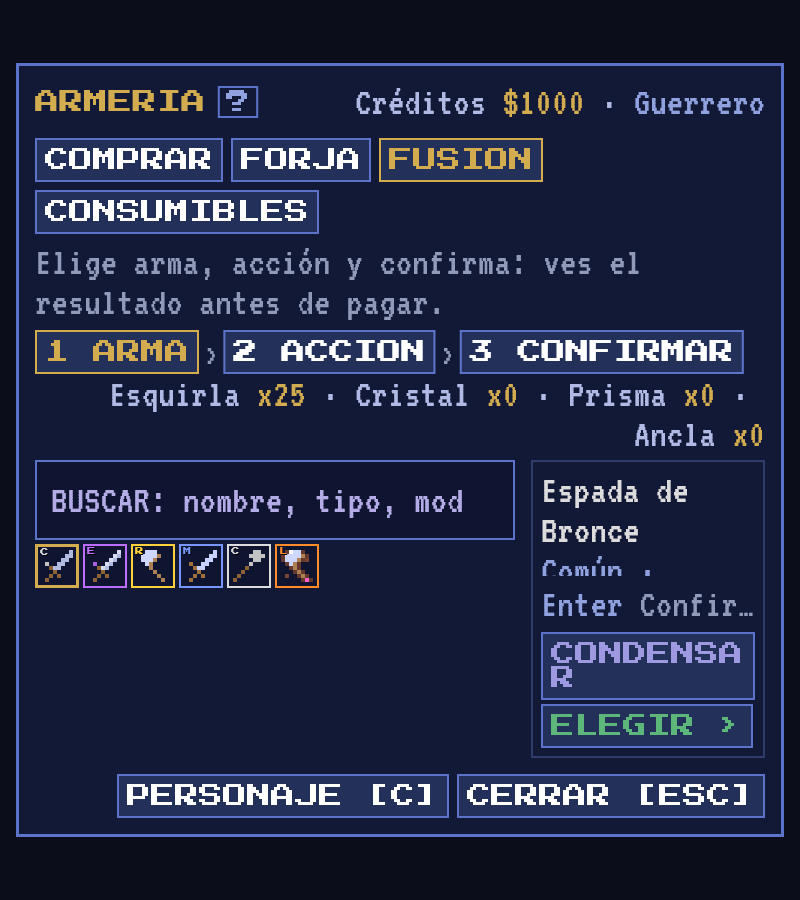 ARMERIA ? Créditos $1000 · Guerrero
COMPRAR FORJA FUSION
CONSUMIBLES
Elige arma, acción y confirma: ves el
resultado antes de pagar.
1 ARMA › 2 ACCION › 3 CONFIRMAR
Esquirla x25 · Cristal x0 · Prisma x0 ·
Ancla x0
BUSCAR: nombre, tipo, mod
C E R M C L
Espada de
Bronce
Común ·
Enter Confir…
CONDENSA
R
ELEGIR >
PERSONAJE [C] CERRAR [ESC]